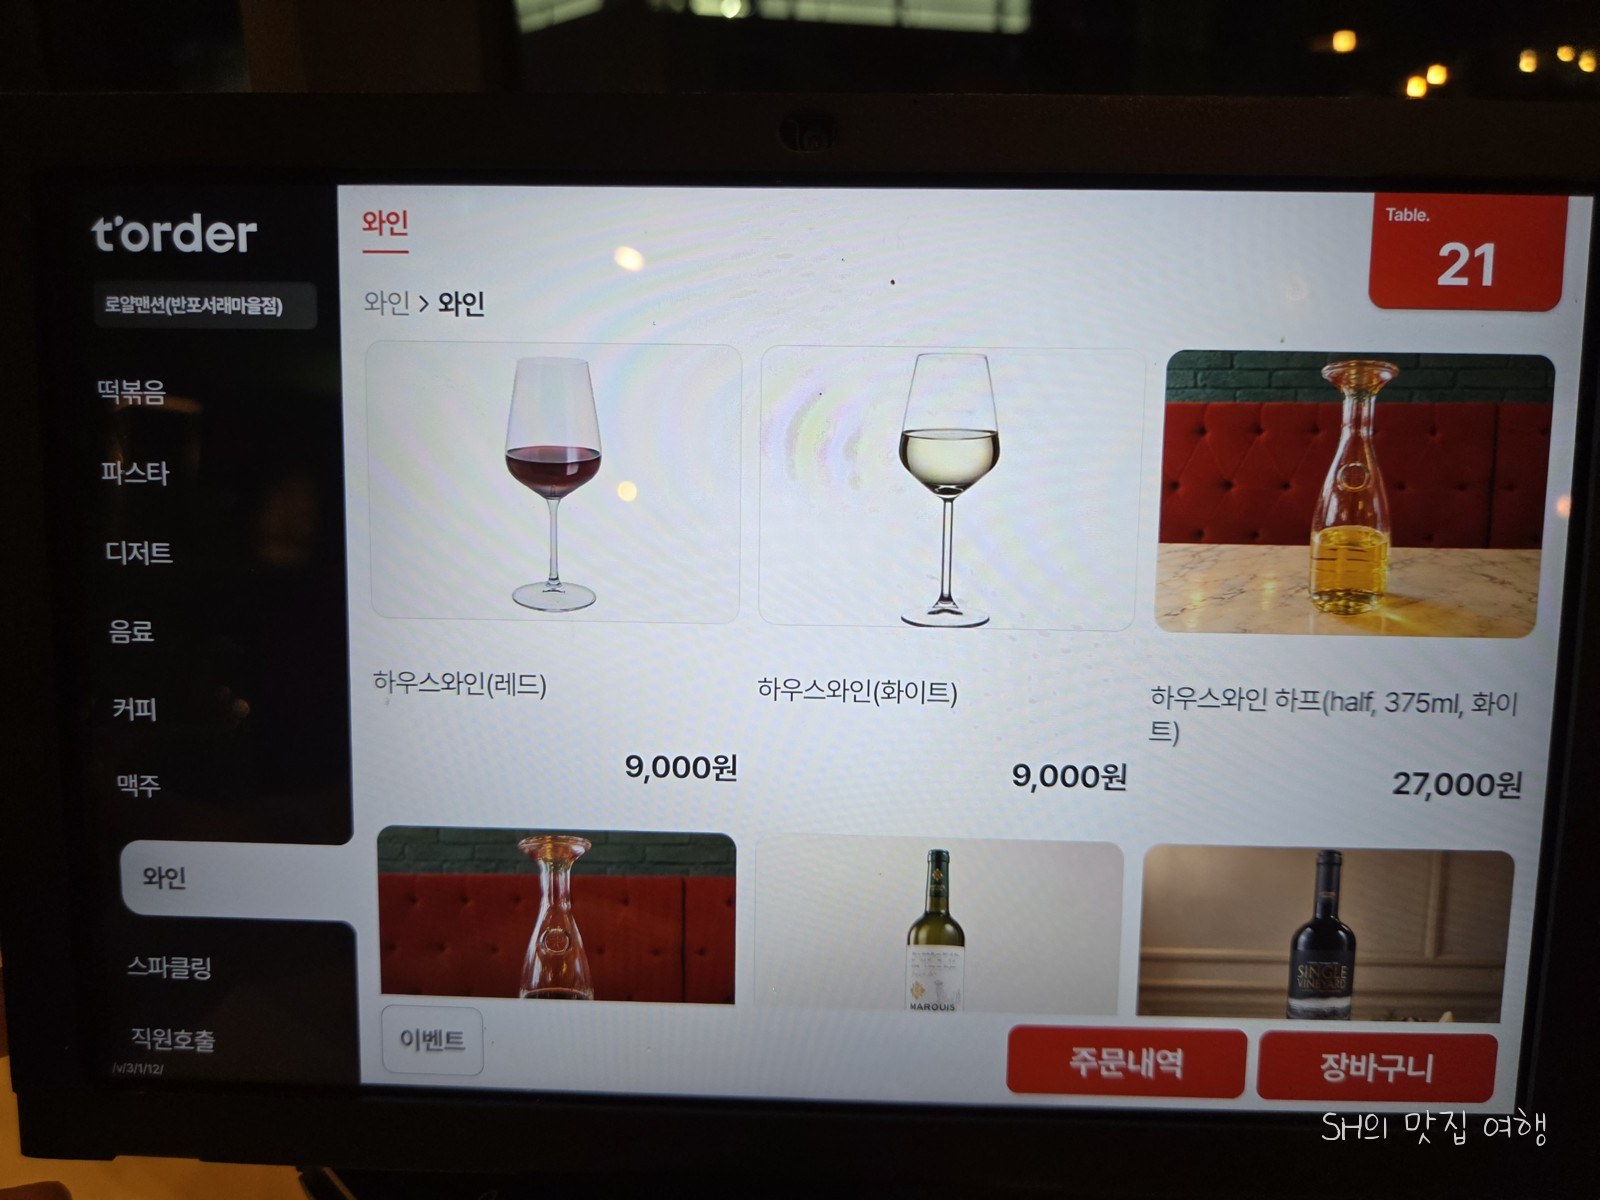 t'order
로얄맨션(반포서래마을점)
떡볶음
파스타
디저트
음료
커피
맥주
와인
스파클링
직원호출
/v/3/1/12/
와인
와인 > 와인
Table.
21
하우스와인(레드)
9,000원
하우스와인(화이트)
9,000원
하우스와인 하프(half, 375ml, 화이
트)
27,000원
MARQUIS
SINGLE
VINEYARD
이벤트
주문내역
장바구니
SH의 맛집 여행